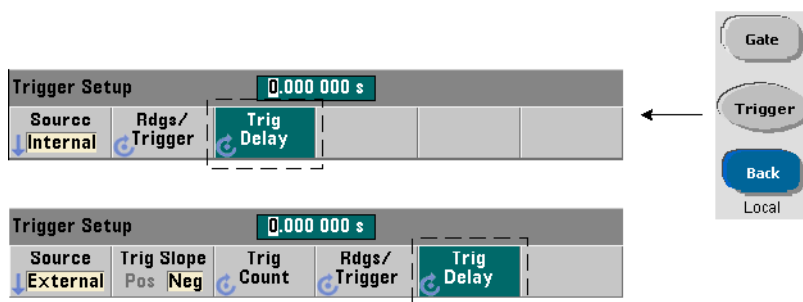 Gate
Trigger Setup 0.000 000 s
Source Rdgs/ Trig
Internal Trigger Delay
Trigger
Back
Local
Trigger Setup 0.000 000 s
Source Trig Slope Trig Rdgs/ Trig
External Pos Neg Count Trigger Delay